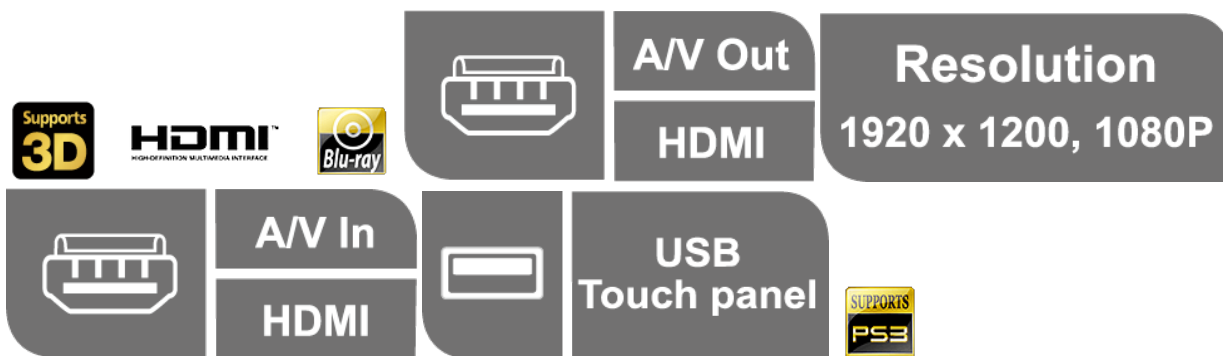 Supports
3D
HDMI™
HIGH-DEFINITION MULTIMEDIA INTERFACE
Blu-ray
A/V Out
HDMI
Resolution
1920 x 1200, 1080P
A/V In
HDMI
USB
Touch panel
SUPPORTS
PS3